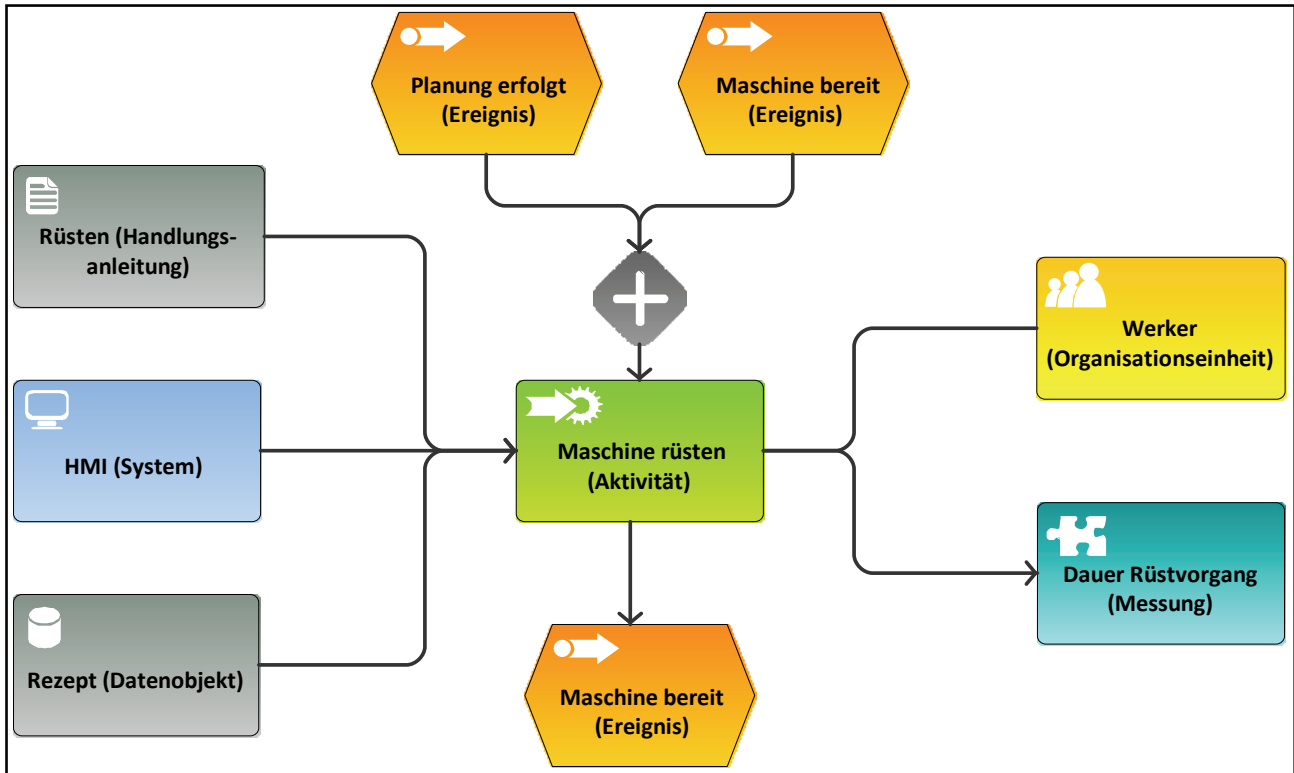 Planung erfolgt
(Ereignis)
Maschine bereit
(Ereignis)
Rüsten (Handlungs-
anleitung)
Werker
(Organisationseinheit)
HMI (System)
Maschine rüsten
(Aktivität)
Dauer Rüstvorgang
(Messung)
Rezept (Datenobjekt)
Maschine bereit
(Ereignis)